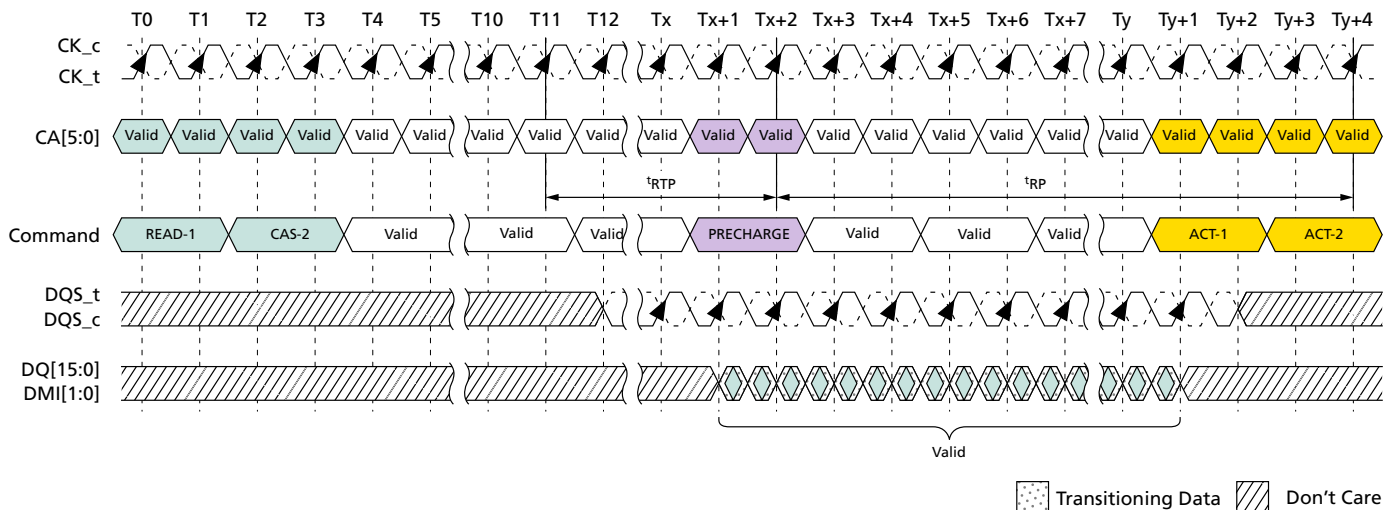 T0 T1 T2 T3 T4 T5 T10 T11 T12 Tx Tx+1 Tx+2 Tx+3 Tx+4 Tx+5 Tx+6 Tx+7 Ty Ty+1 Ty+2 Ty+3 Ty+4
CK_c
CK_t
CA[5:0] Valid Valid Valid Valid Valid Valid Valid Valid Valid Valid Valid Valid Valid Valid Valid Valid Valid Valid Valid Valid Valid Valid
tRTP tRP
Command READ-1 CAS-2 Valid Valid Valid PRECHARGE Valid Valid Valid ACT-1 ACT-2
DQS_t
DQS_c
DQ[15:0]
DMI[1:0]
Valid
Transitioning Data Don't Care